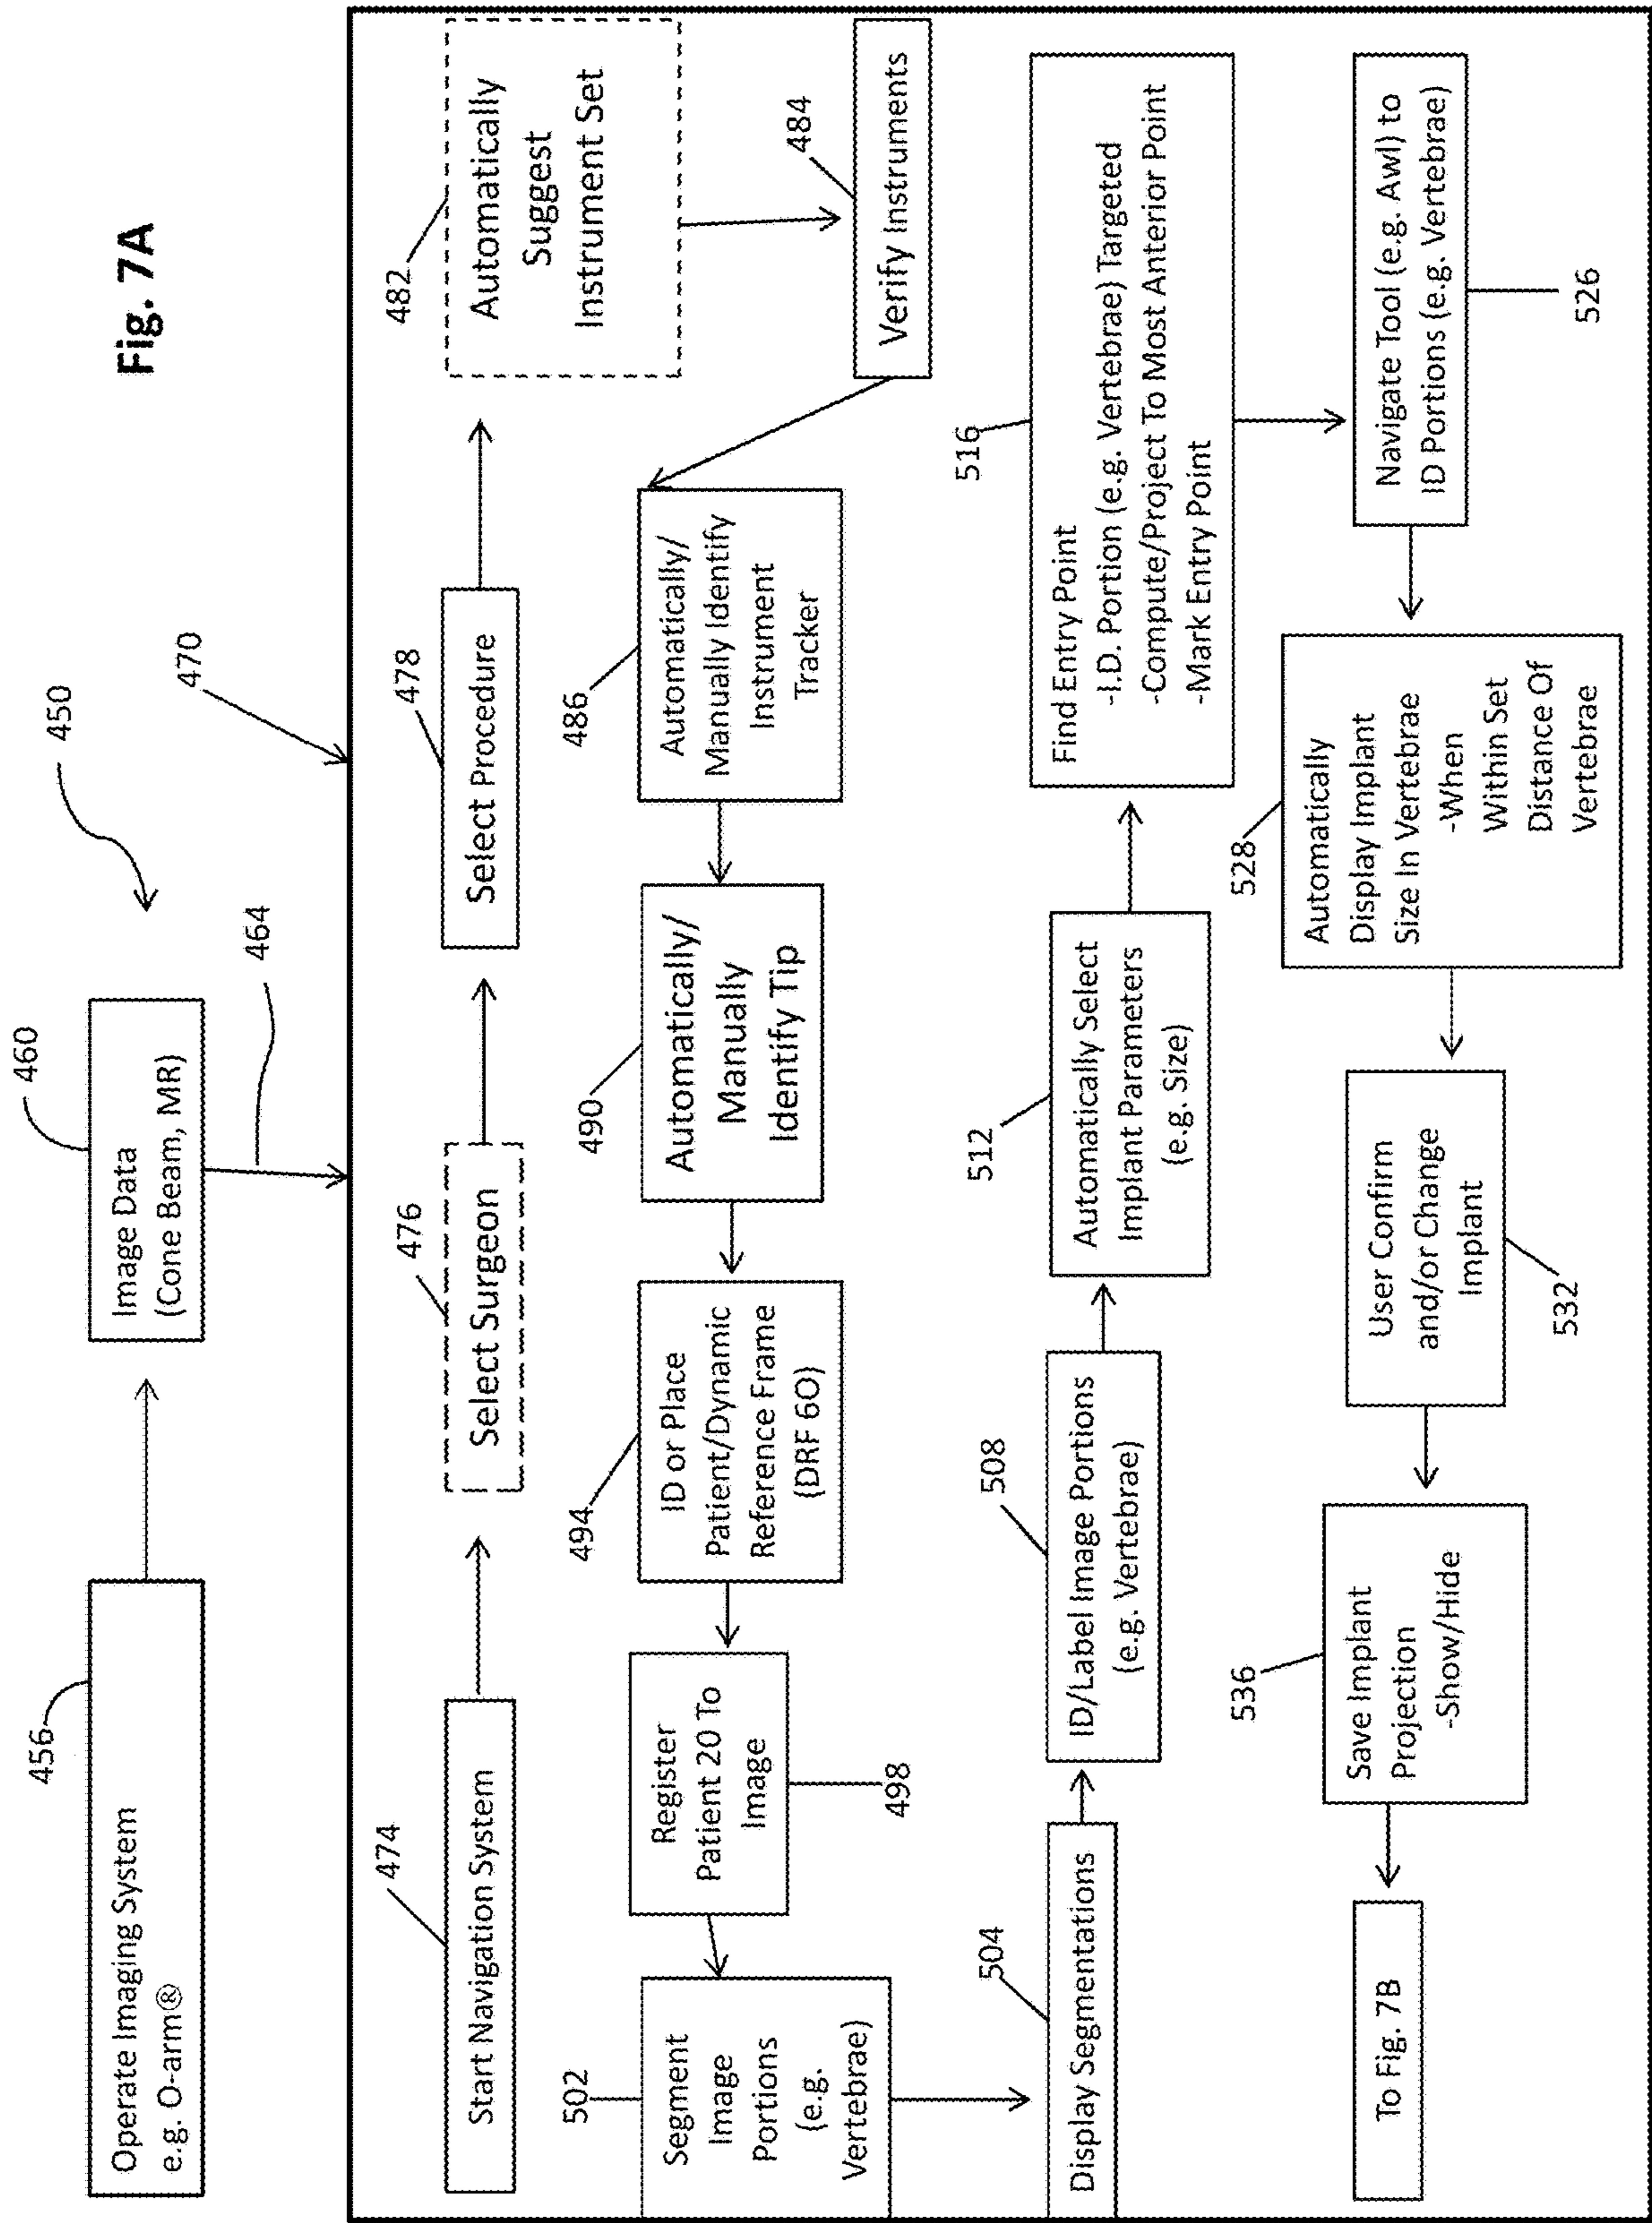 Fig. 7A
456
Operate Imaging System
e.g. O-arm®
460
Image Data
(Cone Beam, MR)
464
450
470
474
Start Navigation System
476
Select Surgeon
478
Select Procedure
482
Automatically
Suggest
Instrument Set
484
Verify Instruments
486
Automatically/
Manually Identify
Instrument
Tracker
490
Automatically/
Manually
Identify Tip
494
ID or Place
Patient/Dynamic
Reference Frame
(DRF 6O)
498
Register
Patient 20 To
Image
502
Segment
Image
Portions
(e.g.
Vertebrae)
504
Display Segmentations
508
ID/Label Image Portions
(e.g. Vertebrae)
512
Automatically Select
Implant Parameters
(e.g. Size)
516
Find Entry Point
-I.D. Portion (e.g. Vertebrae) Targeted
-Compute/Project To Most Anterior Point
-Mark Entry Point
526
Navigate Tool (e.g. Awl) to
ID Portions (e.g. Vertebrae)
528
Automatically
Display Implant
Size In Vertebrae
-When
Within Set
Distance Of
Vertebrae
532
User Confirm
and/or Change
Implant
536
Save Implant
Projection
-Show/Hide
To Fig. 7B